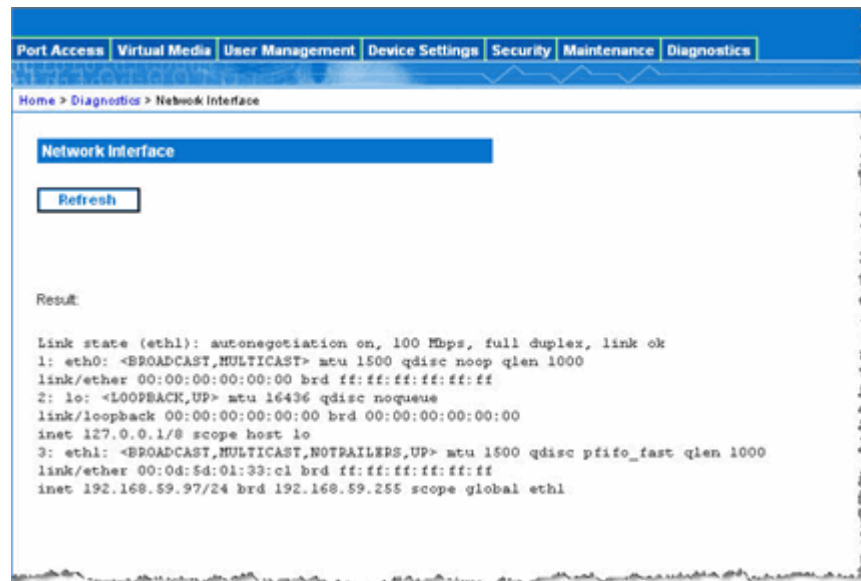 Port Access Virtual Media User Management Device Settings Security Maintenance Diagnostics
Home > Diagnostics > Network Interface
Network Interface
Refresh
Result:
Link state (eth1): autonegotiation on, 100 Mbps, full duplex, link ok
1: eth0: <BROADCAST,MULTICAST> mtu 1500 qdisc noop qlen 1000
link/ether 00:00:00:00:00:00 brd ff:ff:ff:ff:ff:ff
2: lo: <LOOPBACK,UP> mtu 16436 qdisc noqueue
link/loopback 00:00:00:00:00:00 brd 00:00:00:00:00:00
inet 127.0.0.1/8 scope host lo
3: eth1: <BROADCAST,MULTICAST,NOTRAILERS,UP> mtu 1500 qdisc pfifo_fast qlen 1000
link/ether 00:0d:5d:01:33:c1 brd ff:ff:ff:ff:ff:ff
inet 192.168.59.97/24 brd 192.168.59.255 scope global eth1